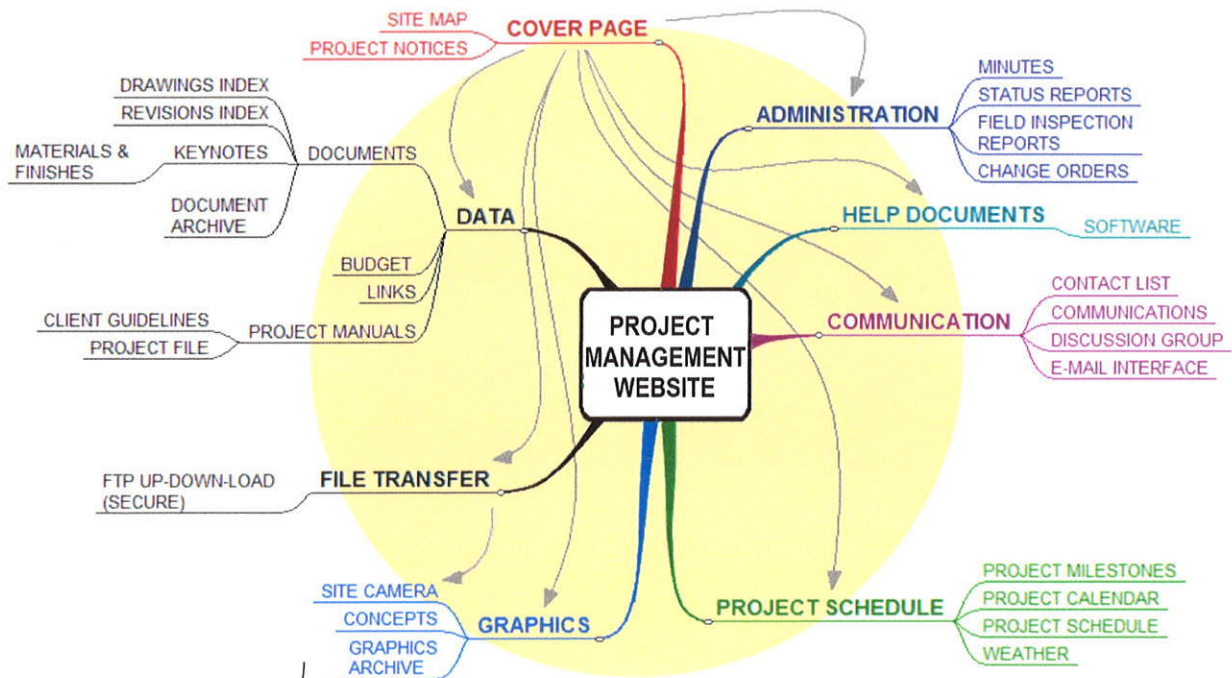 SITE MAP
COVER PAGE
PROJECT NOTICES
DRAWINGS INDEX
REVISIONS INDEX
MATERIALS &
FINISHES
KEYNOTES
DOCUMENTS
DOCUMENT
ARCHIVE
DATA
BUDGET
LINKS
CLIENT GUIDELINES
PROJECT FILE
PROJECT MANUALS
FTP UP-DOWN-LOAD
(SECURE)
FILE TRANSFER
SITE CAMERA
CONCEPTS
GRAPHICS
ARCHIVE
GRAPHICS
PROJECT
MANAGEMENT
WEBSITE
ADMINISTRATION
MINUTES
STATUS REPORTS
FIELD INSPECTION
REPORTS
CHANGE ORDERS
HELP DOCUMENTS
SOFTWARE
COMMUNICATION
CONTACT LIST
COMMUNICATIONS
DISCUSSION GROUP
E-MAIL INTERFACE
PROJECT SCHEDULE
PROJECT MILESTONES
PROJECT CALENDAR
PROJECT SCHEDULE
WEATHER